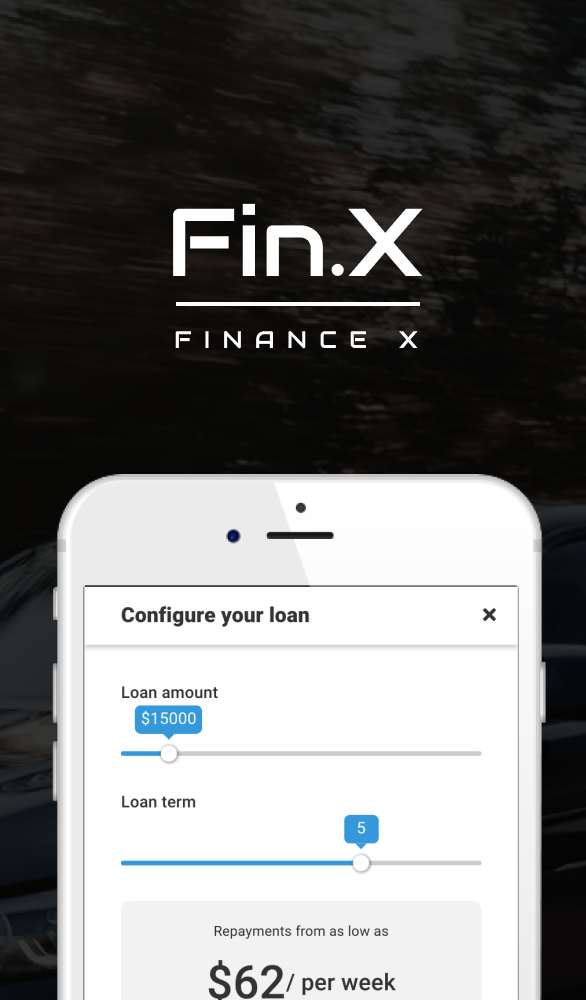 Fin.X
FINANCE X
Configure your loan
Loan amount
$15000
Loan term
5
Repayments from as low as
$62/ per week